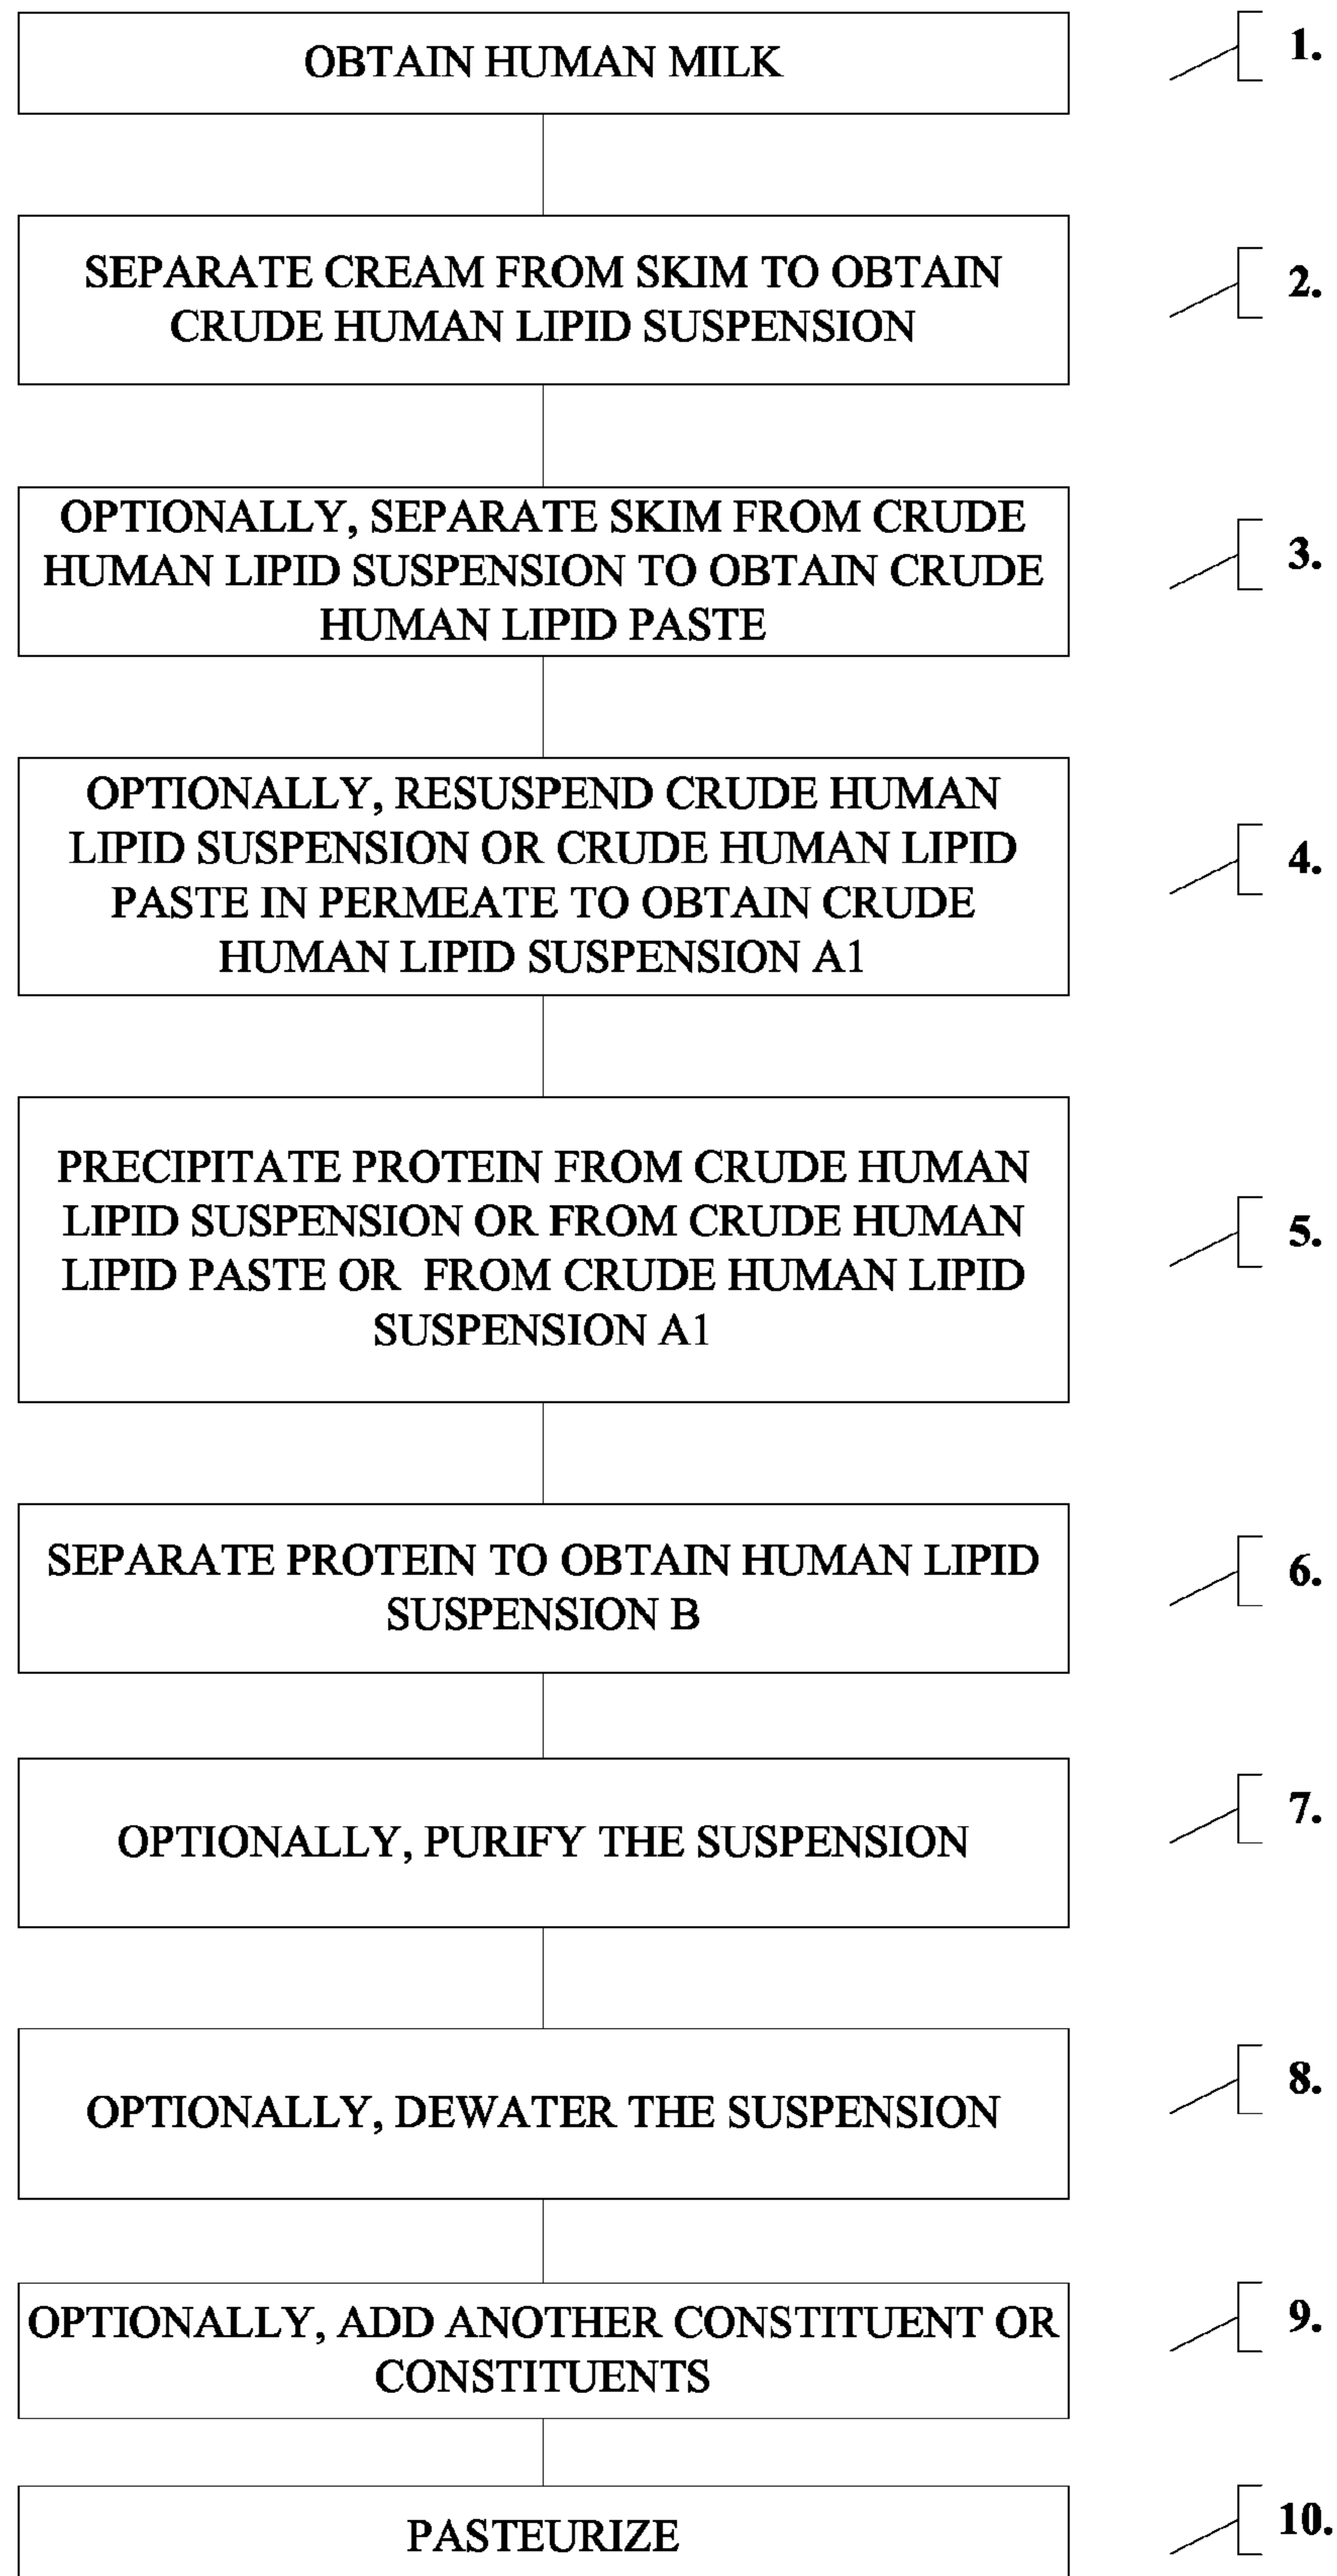 OBTAIN HUMAN MILK
1.
SEPARATE CREAM FROM SKIM TO OBTAIN
CRUDE HUMAN LIPID SUSPENSION
2.
OPTIONALLY, SEPARATE SKIM FROM CRUDE
HUMAN LIPID SUSPENSION TO OBTAIN CRUDE
HUMAN LIPID PASTE
3.
OPTIONALLY, RESUSPEND CRUDE HUMAN
LIPID SUSPENSION OR CRUDE HUMAN LIPID
PASTE IN PERMEATE TO OBTAIN CRUDE
HUMAN LIPID SUSPENSION A1
4.
PRECIPITATE PROTEIN FROM CRUDE HUMAN
LIPID SUSPENSION OR FROM CRUDE HUMAN
LIPID PASTE OR FROM CRUDE HUMAN LIPID
SUSPENSION A1
5.
SEPARATE PROTEIN TO OBTAIN HUMAN LIPID
SUSPENSION B
6.
OPTIONALLY, PURIFY THE SUSPENSION
7.
OPTIONALLY, DEWATER THE SUSPENSION
8.
OPTIONALLY, ADD ANOTHER CONSTITUENT OR
CONSTITUENTS
9.
PASTEURIZE
10.